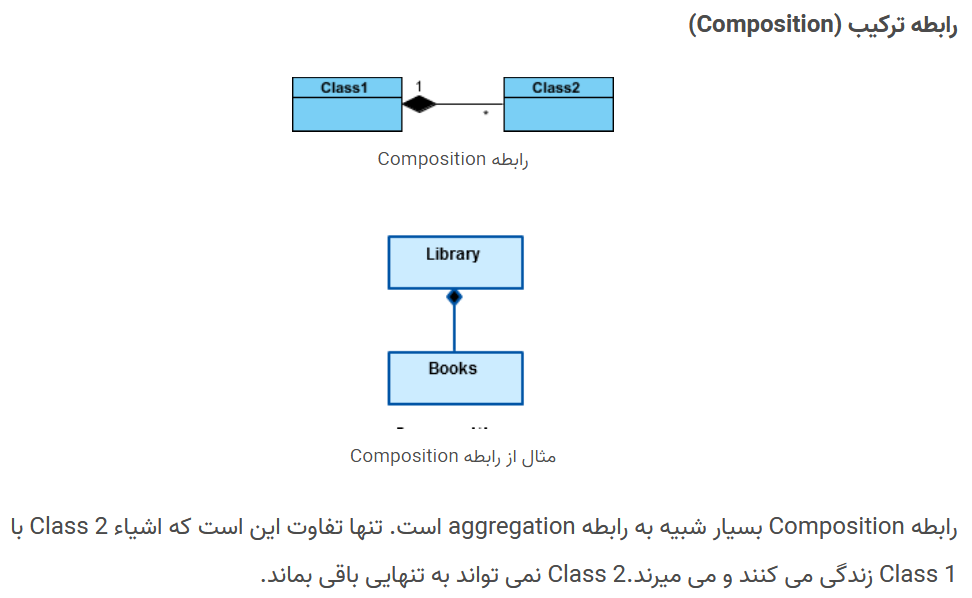 رابطه ترکیب (Composition)
Class1
1
Class2
*
رابطه Composition
Library
Books
مثال از رابطه Composition
رابطه Composition بسیار شبیه به رابطه aggregation است. تنها تفاوت این است که اشیاء Class 2 با
Class 1 زندگی می کنند و می میرند.Class 2 نمی تواند به تنهایی باقی بماند.